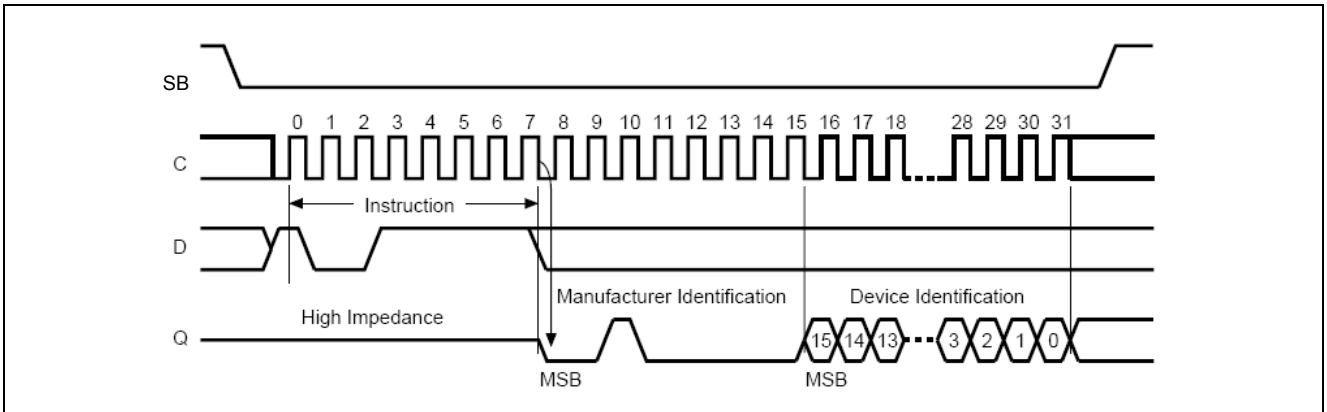 SB
0 1 2 3 4 5 6 7 8 9 10 11 12 13 14 15 16 17 18 28 29 30 31
C
Instruction
D
Manufacturer Identification Device Identification
High Impedance
Q 15 14 13 3 2 1 0
MSB MSB